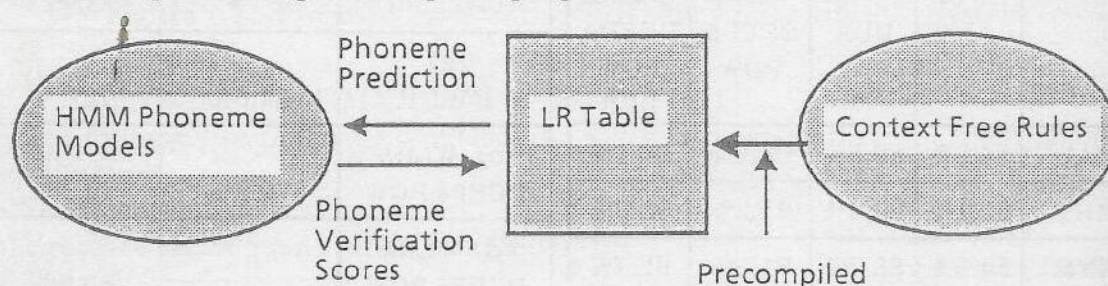 HMM Phoneme
Models
Phoneme
Prediction
Phoneme
Verification
Scores
LR Table
Context Free Rules
Precompiled